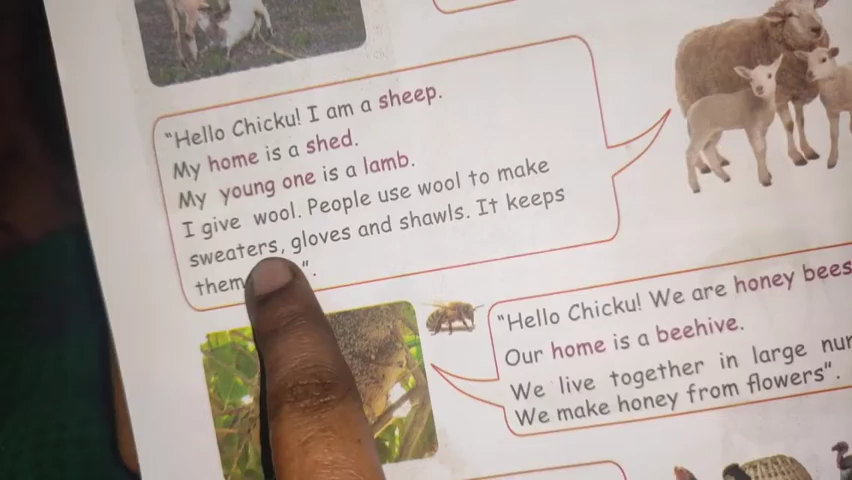 "Hello Chicku! I am a sheep.
My home is a shed.
My young one is a lamb.
I give wool. People use wool to make
sweaters, gloves and shawls. It keeps
them ".
"Hello Chicku! We are honey bees
Our home is a beehive.
We live together in large
We make honey from flowers".